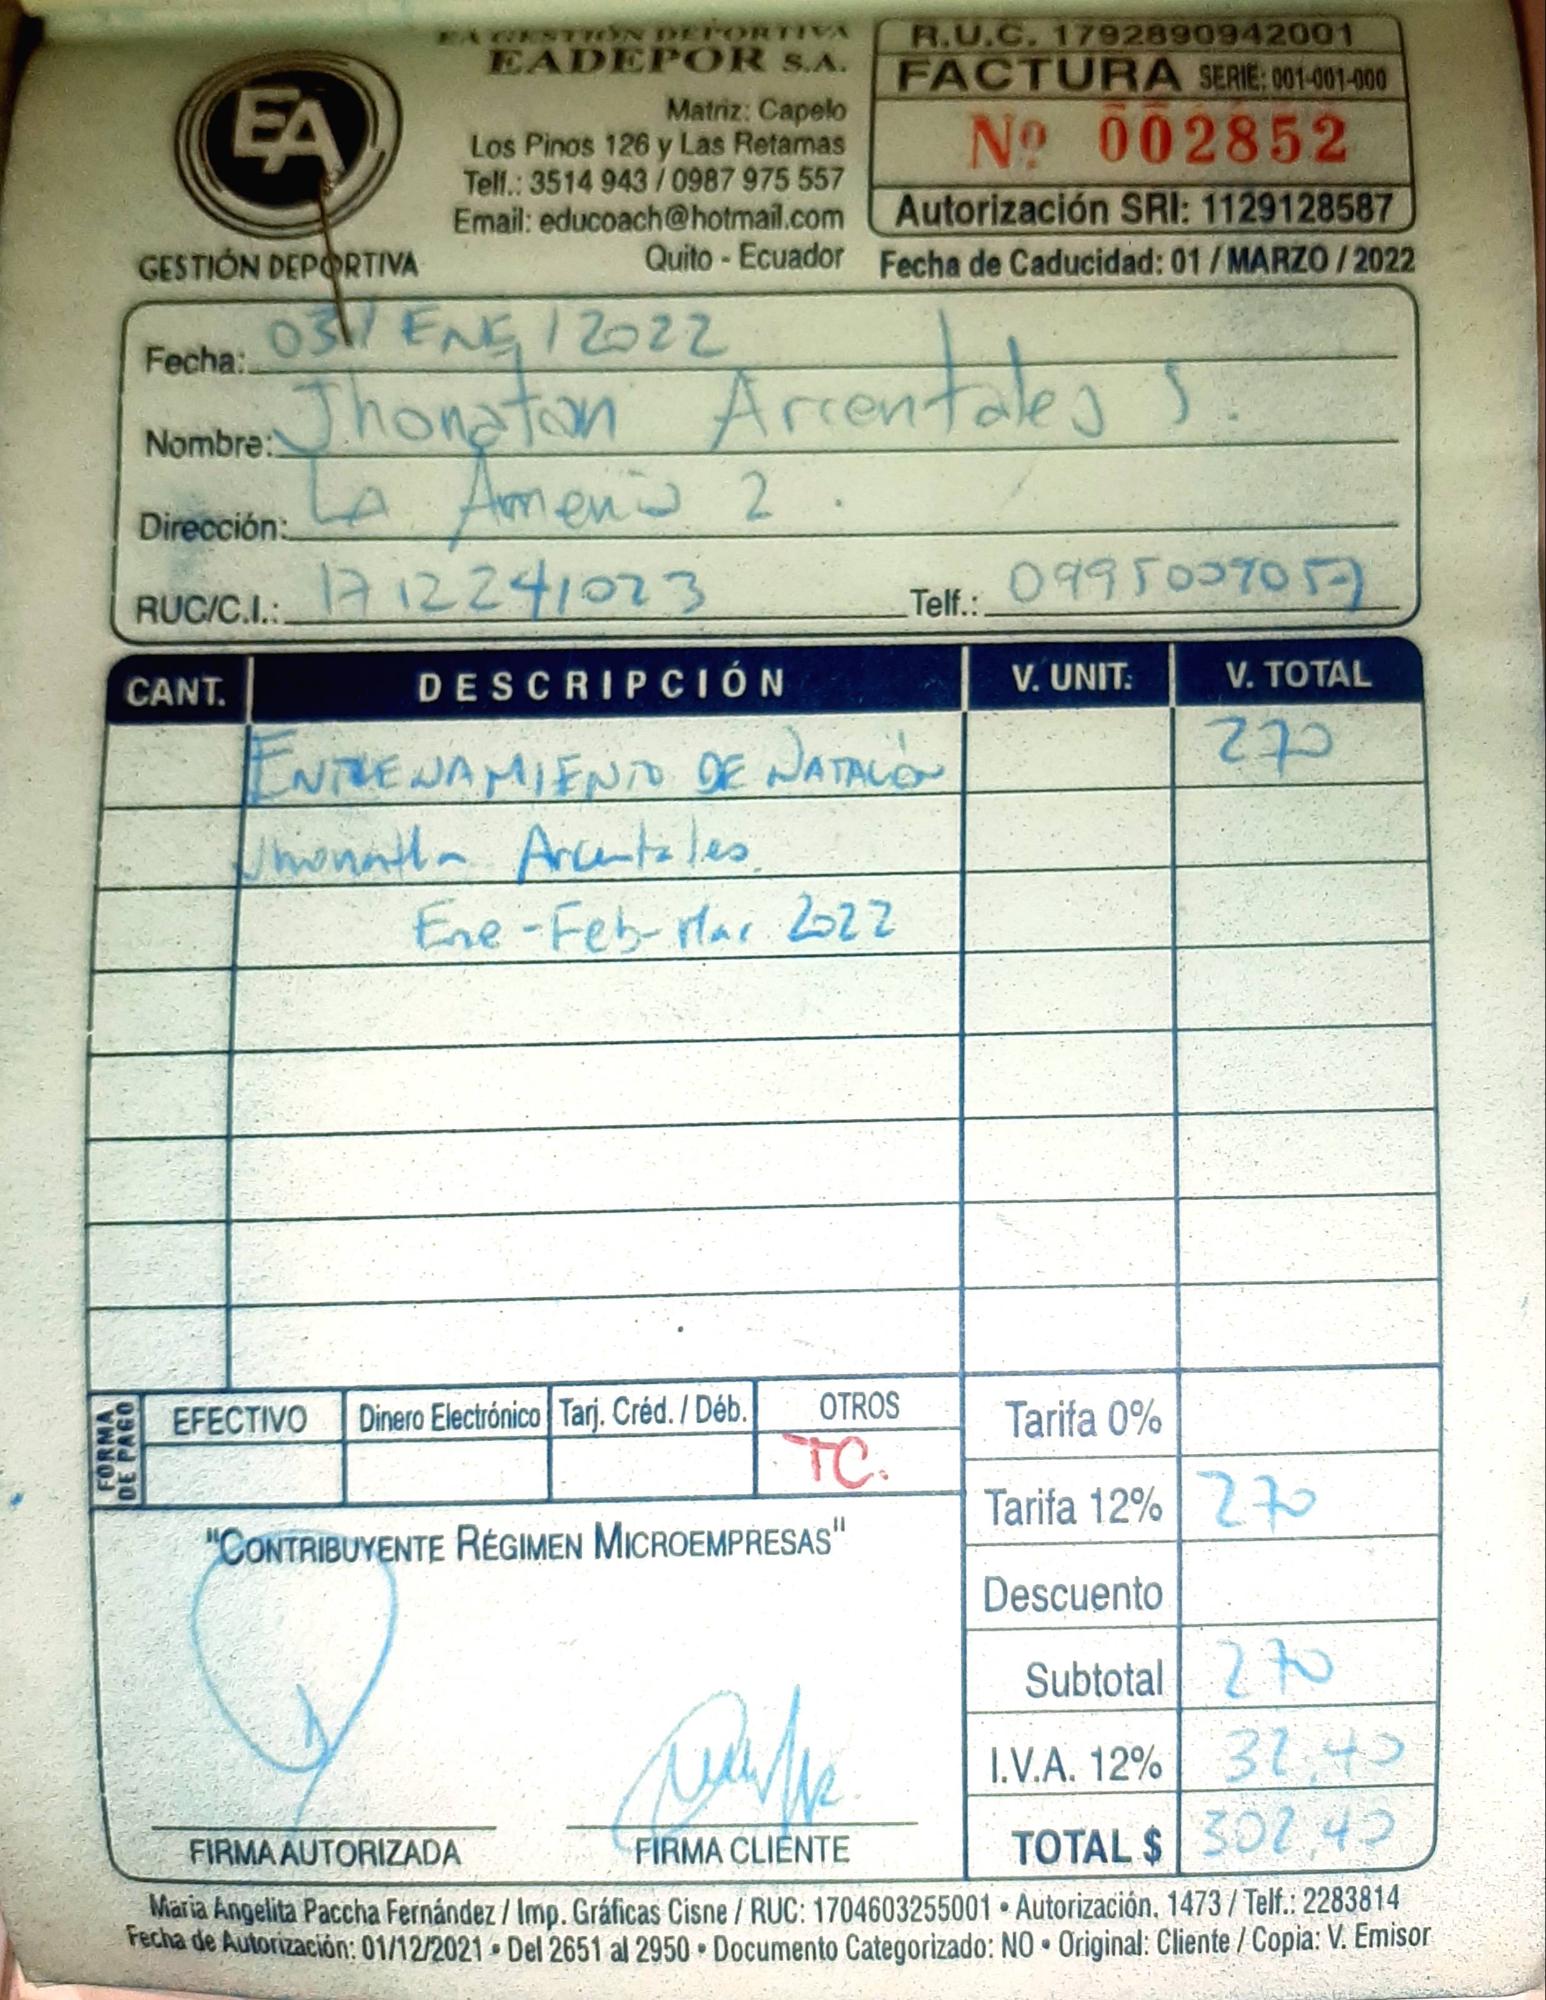 EA GESTIÓN DEPORTIVA
EADEPOR S.A.
EA
GESTIÓN DEPORTIVA
Matriz: Capelo
Los Pinos 126 y Las Retamas
Telf.: 3514 943 / 0987 975 557
Email: educoach@hotmail.com
Quito - Ecuador
R.U.C. 1792890942001
FACTURA SERIE: 001-001-000
Nº 002852
Autorización SRI: 1129128587
Fecha de Caducidad: 01 / MARZO / 2022
Fecha: 03 / ENE / 2022
Nombre: Jhonatan Arcentales S.
Dirección: La Armenia 2.
RUC/C.I.: 1712241023 Telf.:
CANT. DESCRIPCIÓN V. UNIT. V. TOTAL
ENTRENAMIENTO DE NATACIÓN 270
Jhonathan Arcentales
Ene - Feb - Mar 2022
FORMA DE PAGO EFECTIVO Dinero Electrónico Tarj. Créd. / Déb. OTROS
TC.
Tarifa 0%
Tarifa 12% 270
Descuento
Subtotal 270
I.V.A. 12% 32,40
TOTAL $ 302,40
"CONTRIBUYENTE RÉGIMEN MICROEMPRESAS"
FIRMA AUTORIZADA FIRMA CLIENTE
Maria Angelita Paccha Fernández / Imp. Gráficas Cisne / RUC: 1704603255001 • Autorización. 1473 / Telf.: 2283814
Fecha de Autorización: 01/12/2021 • Del 2651 al 2950 • Documento Categorizado: NO • Original: Cliente / Copia: V. Emisor